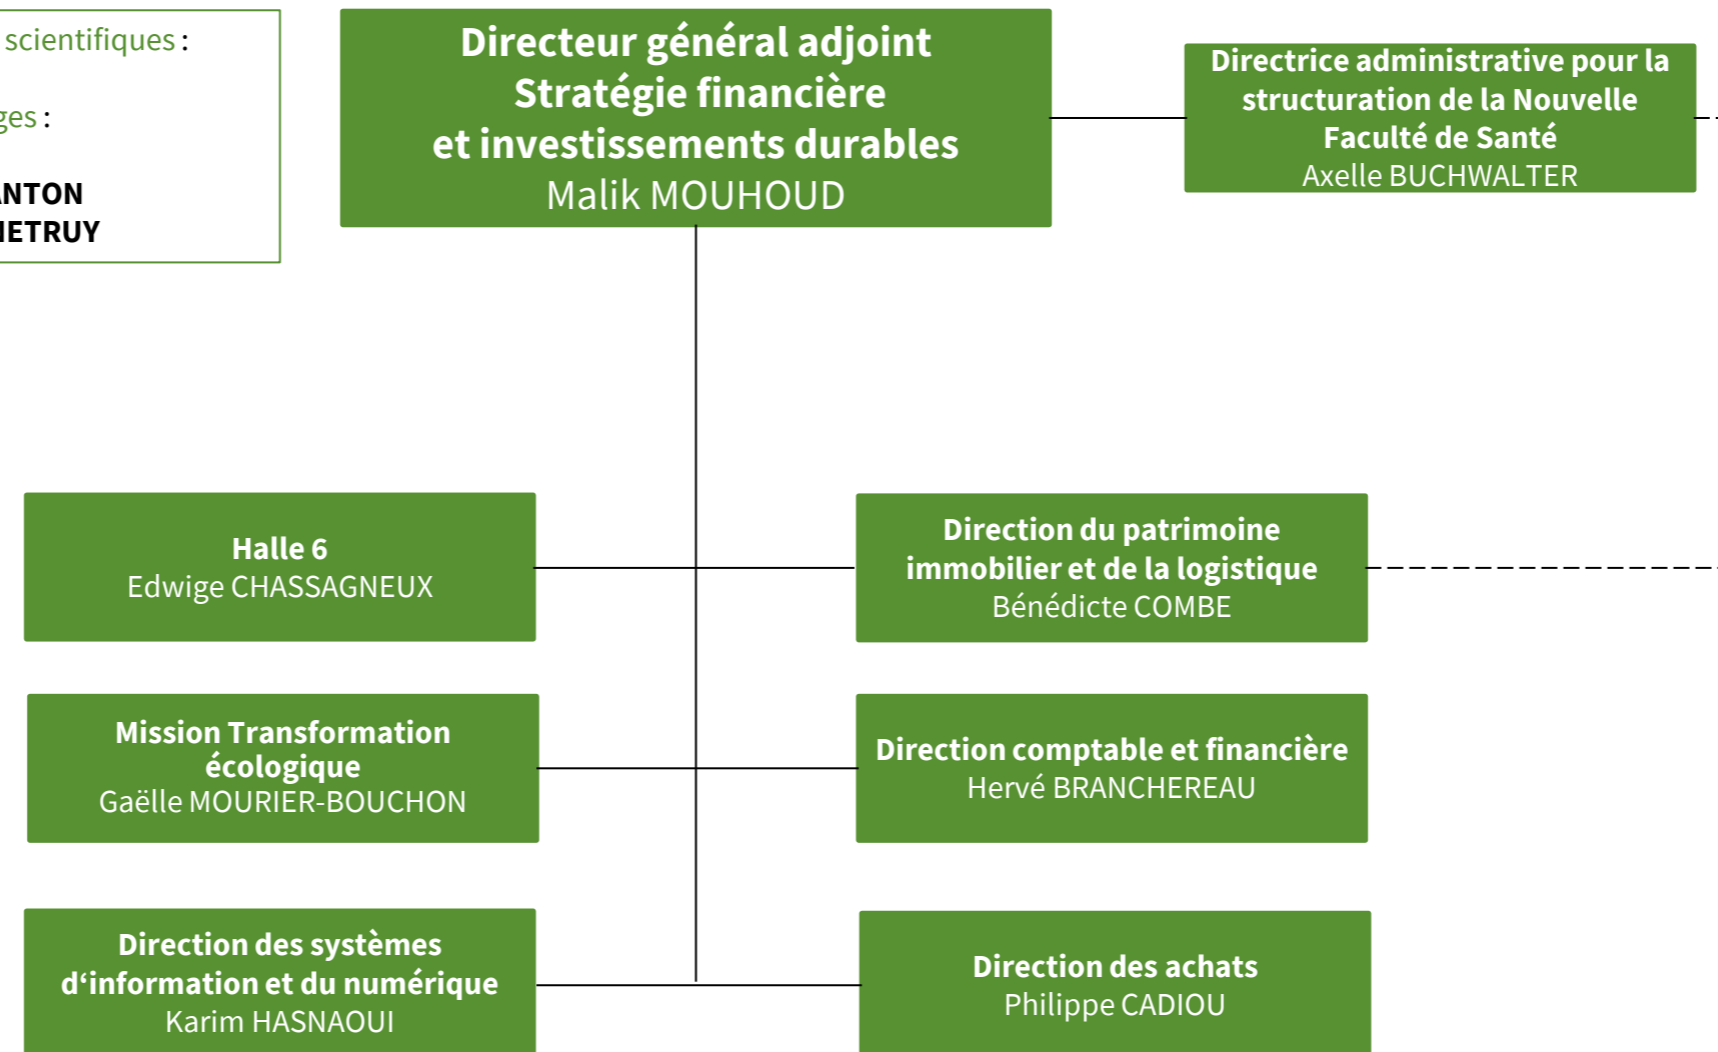 scientifiques :
Directeur général adjoint
Stratégie financière
et investissements durables
Malik MOUHOUD
Directrice administrative pour la
structuration de la Nouvelle
Faculté de Santé
Axelle BUCHWALTER
Halle 6
Edwige CHASSAGNEUX
Direction du patrimoine
immobilier et de la logistique
Bénédicte COMBE
Mission Transformation
écologique
Gaëlle MOURIER-BOUCHON
Direction comptable et financière
Hervé BRANCHEREAU
Direction des systèmes
d‘information et du numérique
Karim HASNAOUI
Direction des achats
Philippe CADIOU